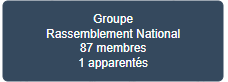 Groupe
Rassemblement National
87 membres
1 apparentés